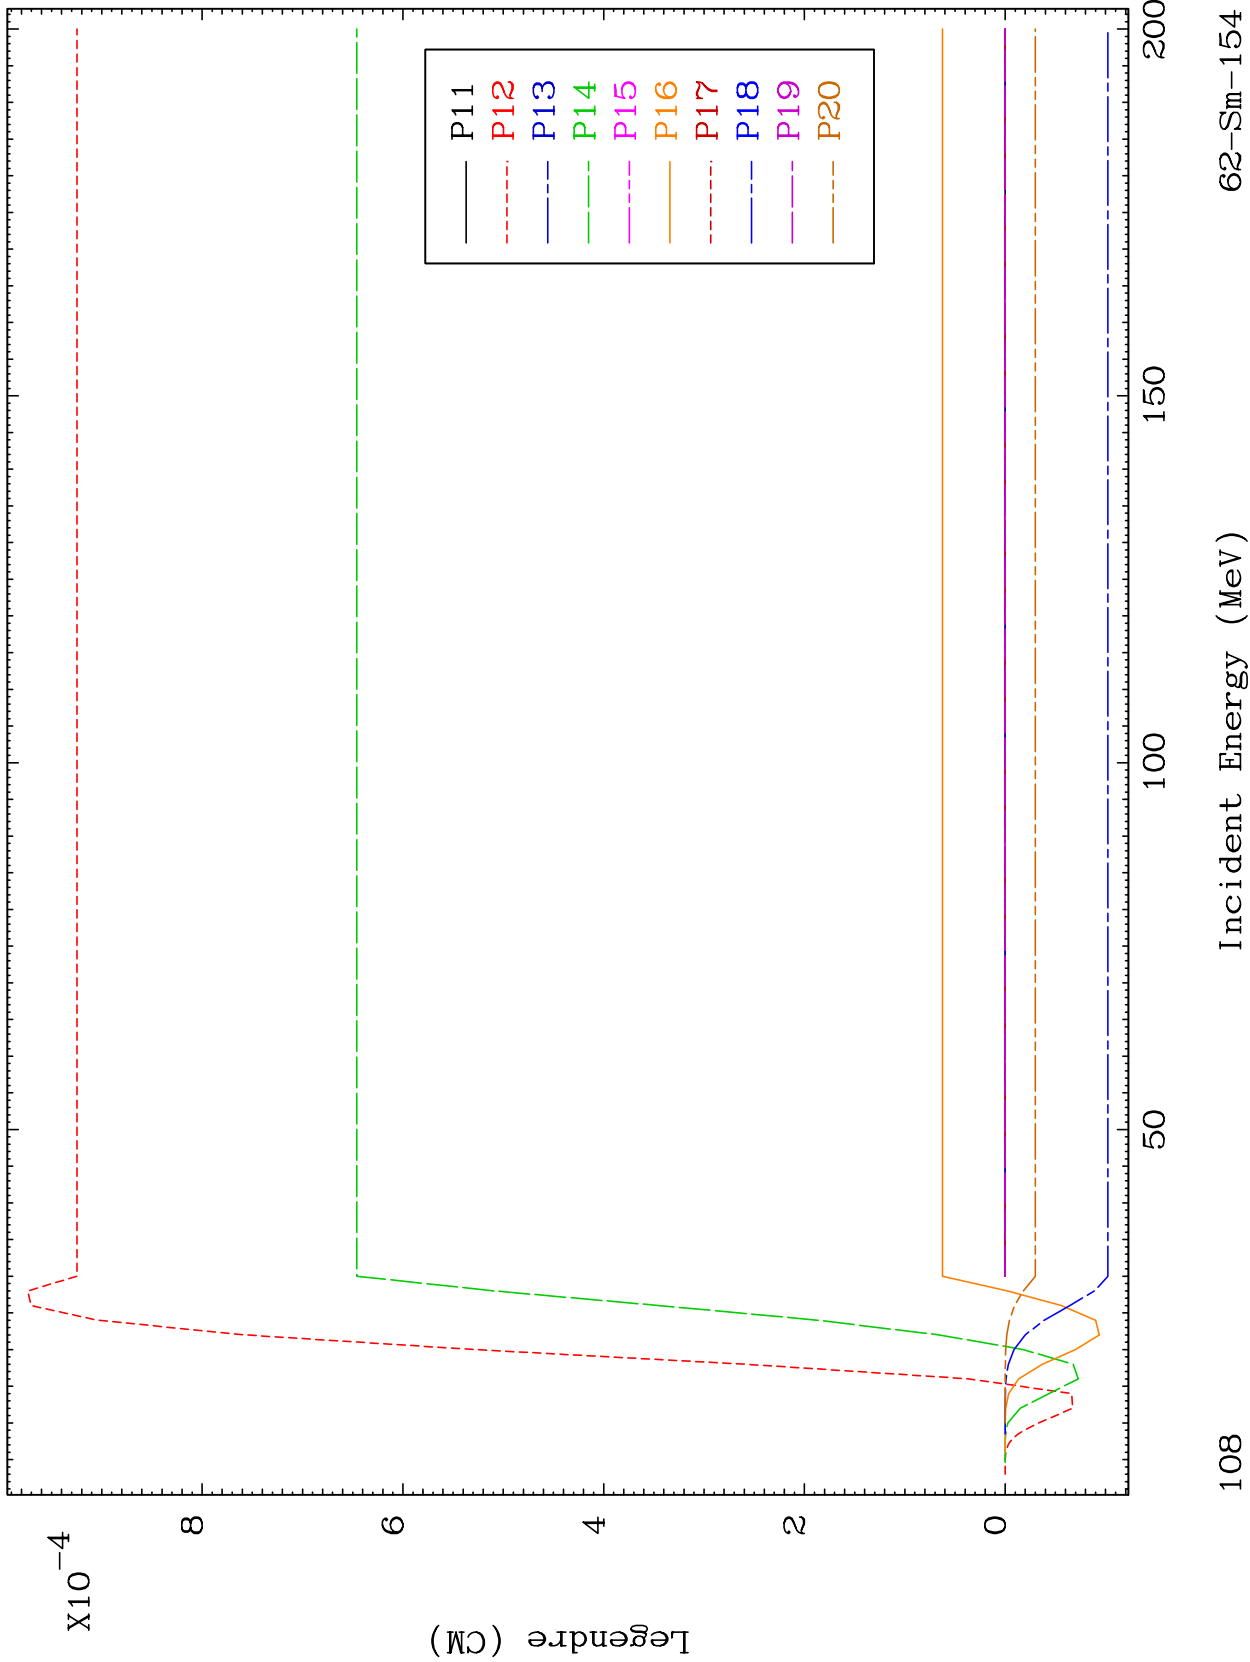 X10-4
8
6
4
2
0
Legendre (CM)
P11
P12
P13
P14
P15
P16
P17
P18
P19
P20
50
100
150
200
Incident Energy (MeV)
108
62-Sm-154